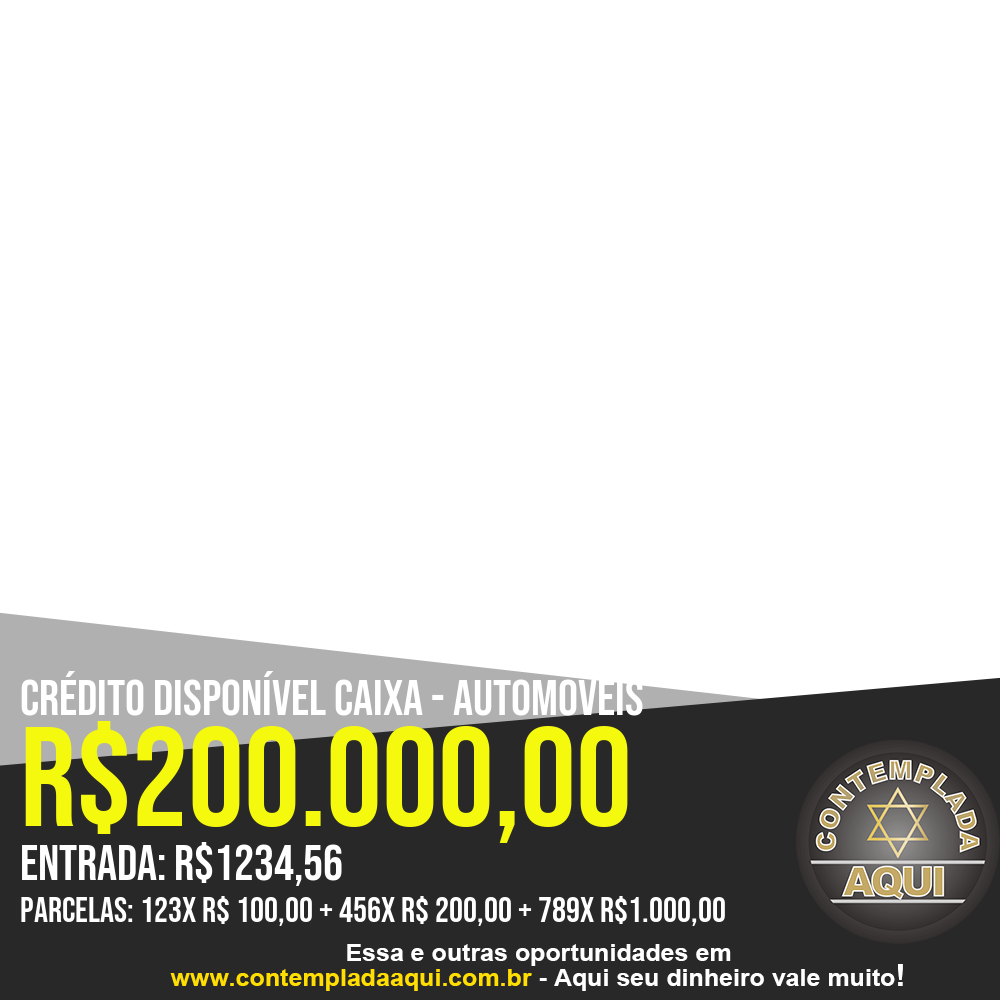 CRÉDITO DISPONÍVEL CAIXA - AUTOMOVEIS
R$200.000,00
ENTRADA: R$1234,56
PARCELAS: 123X R$ 100,00 + 456X R$ 200,00 + 789X R$1.000,00
CONTEMPLADA
AQUI
Essa e outras oportunidades em
www.contempladaaqui.com.br - Aqui seu dinheiro vale muito!